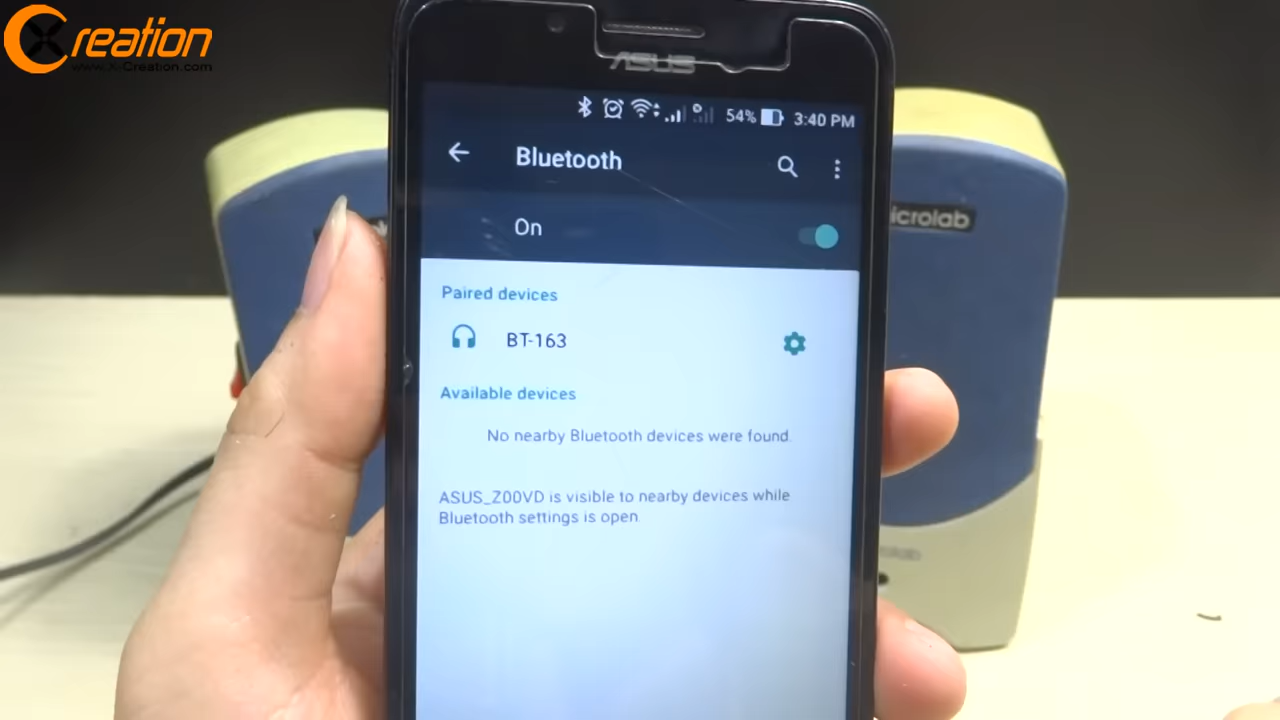 Creation
www.X-Creation.com
ASUS
54% 3:40 PM
Bluetooth
On
icrolab
Paired devices
BT-163
Available devices
No nearby Bluetooth devices were found.
ASUS_Z00VD is visible to nearby devices while
Bluetooth settings is open.